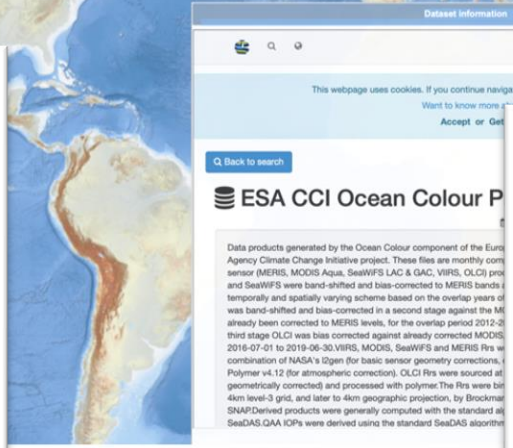 Dataset Information
This webpage uses cookies. If you continue naviga
Want to know more a
Accept or Get
Back to search
ESA CCI Ocean Colour P
Data products generated by the Ocean Colour component of the Euro
Agency Climate Change Initiative project. These files are monthly com
sensor (MERIS, MODIS Aqua, SeaWiFS LAC & GAC, VIIRS, OLCI) pro
and SeaWiFS were band-shifted and bias-corrected to MERIS bands a
temporally and spatially varying scheme based on the overlap years of
was band-shifted and bias-corrected in a second stage against the MO
already been corrected to MERIS levels, for the overlap period 2012-2
third stage OLCI was bias corrected against already corrected MODIS
2016-07-01 to 2019-06-30.VIIRS, MODIS, SeaWiFS and MERIS Rrs w
combination of NASA's l2gen (for basic sensor geometry corrections,
Polymer v4.12 (for atmospheric correction). OLCI Rrs were sourced at
geometrically corrected) and processed with polymer.The Rrs were bin
4km level-3 grid, and later to 4km geographic projection, by Brockmar
SNAP.Derived products were generally computed with the standard alg
SeaDAS.QAA IOPs were derived using the standard SeaDAS algorithm